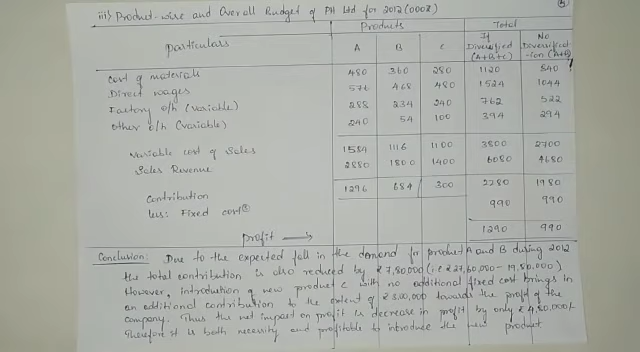 iii) Product-wise and Overall Budget of PH Ltd for 2012 (000₹)
Particulars Products Total
A B C If Diversified (A+B+C) No Diversification (A+B)
Cost of materials 480 360 280 1120 840
Direct wages 576 468 480 1524 1044
Factory o/h (variable) 288 234 240 762 522
Other o/h (variable) 240 54 100 394 294
Variable cost of Sales 1584 1116 1100 3800 2700
Sales Revenue 2880 1800 1400 6080 4680
Contribution 1296 684 300 2280 1980
Less: Fixed cost 990 990
Profit → 1290 990
Conclusion: Due to the expected fall in the demand for product A and B during 2012
the total contribution is also reduced by ₹7,80,000 (i.e ₹27,60,000 - 19,80,000)
However, introduction of new product C with no additional fixed cost brings in
an additional contribution to the extent of ₹3,00,000 towards the profit of the
company. Thus the net impact on profit is decrease in profit by only ₹4,80,000/-
Therefore it is both necessity and profitable to introduce the new product